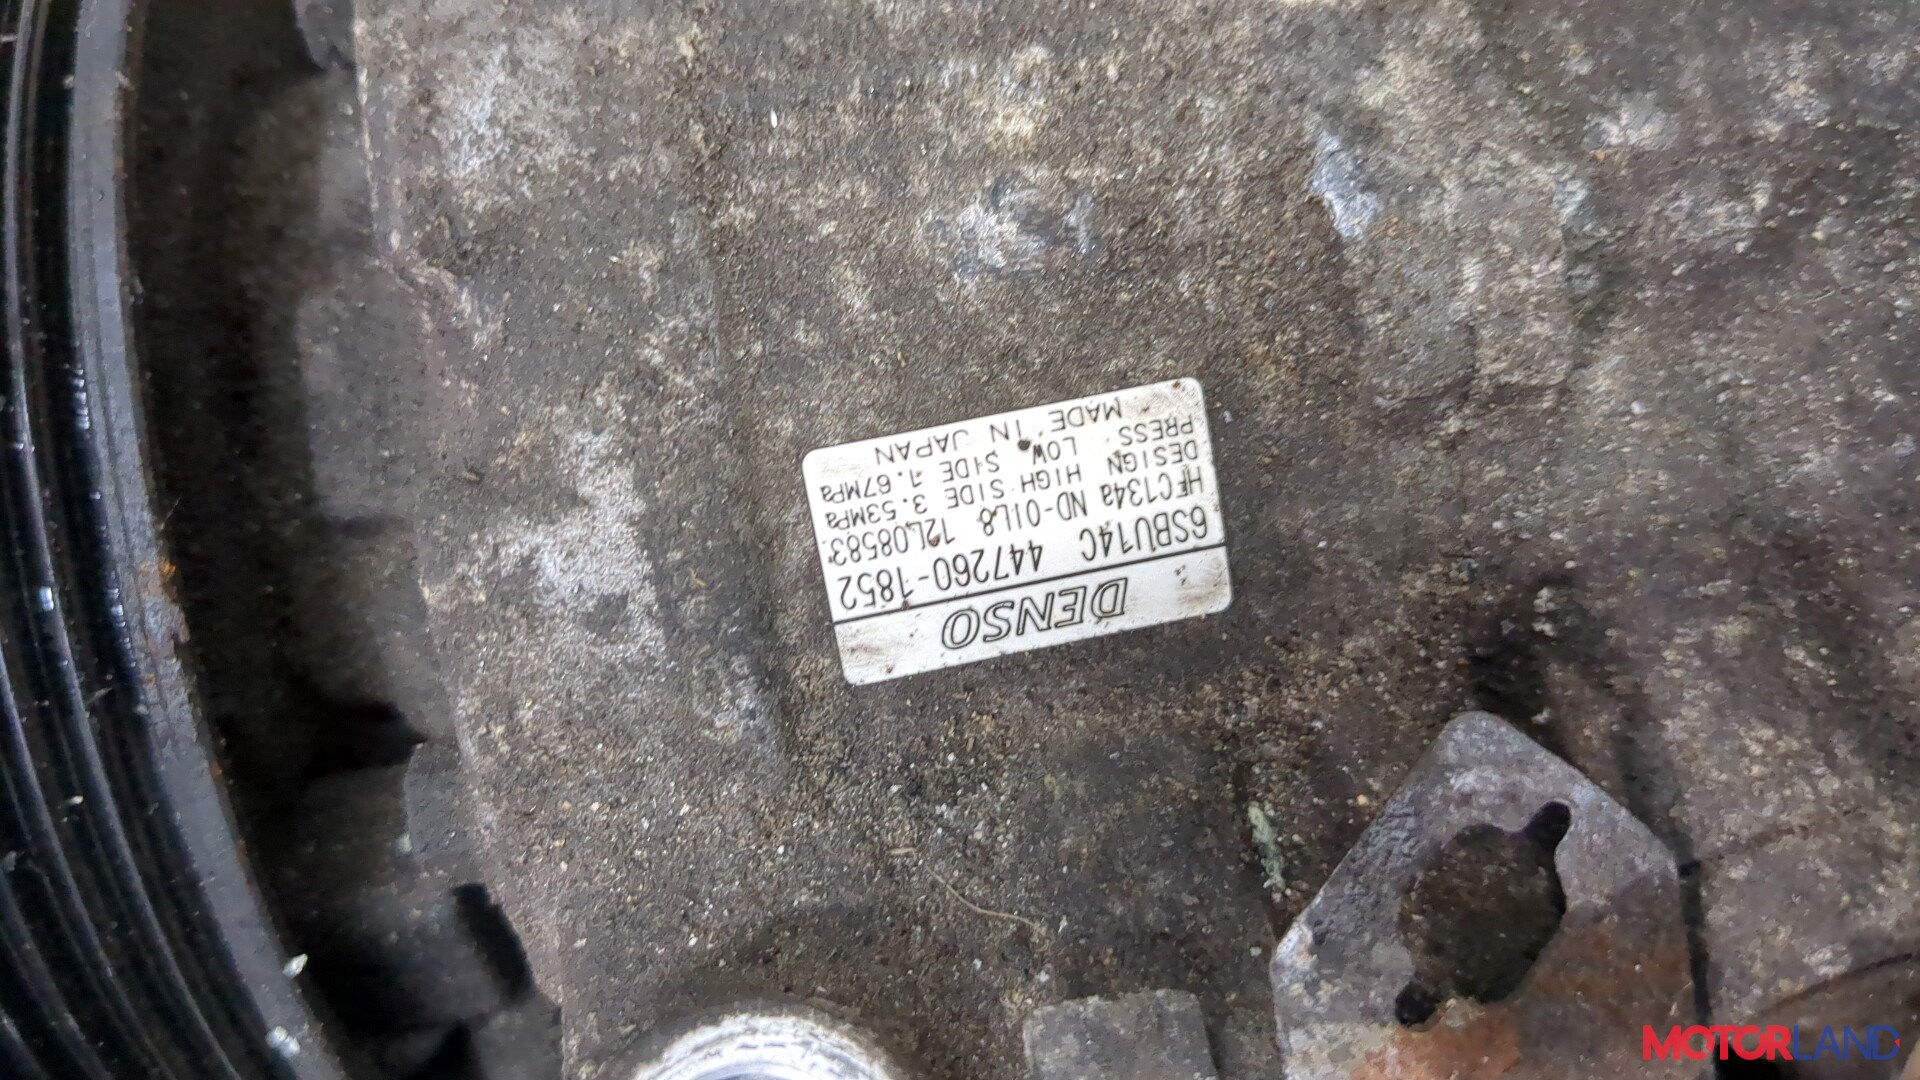 DENSO
6SBU14C 447260-1852
HFC134a ND-OIL8 12L08583
DESIGN HIGH SIDE 3.53MPa
PRESS LOW SIDE 1.67MPa
MADE IN JAPAN
MOTORLAND